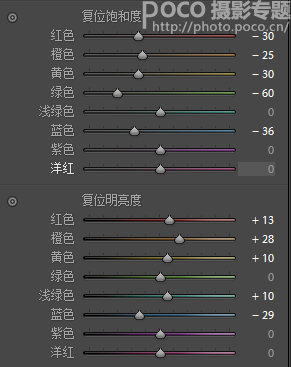 复位饱和度
poco 摄影专题
http://photo.poco.cn/
红色 - 30
橙色 - 25
黄色 - 30
绿色 - 60
浅绿色 0
蓝色 - 36
紫色 0
洋红 0
复位明亮度
红色 + 13
橙色 + 28
黄色 + 10
绿色 0
浅绿色 + 10
蓝色 - 29
紫色 0
洋红 0